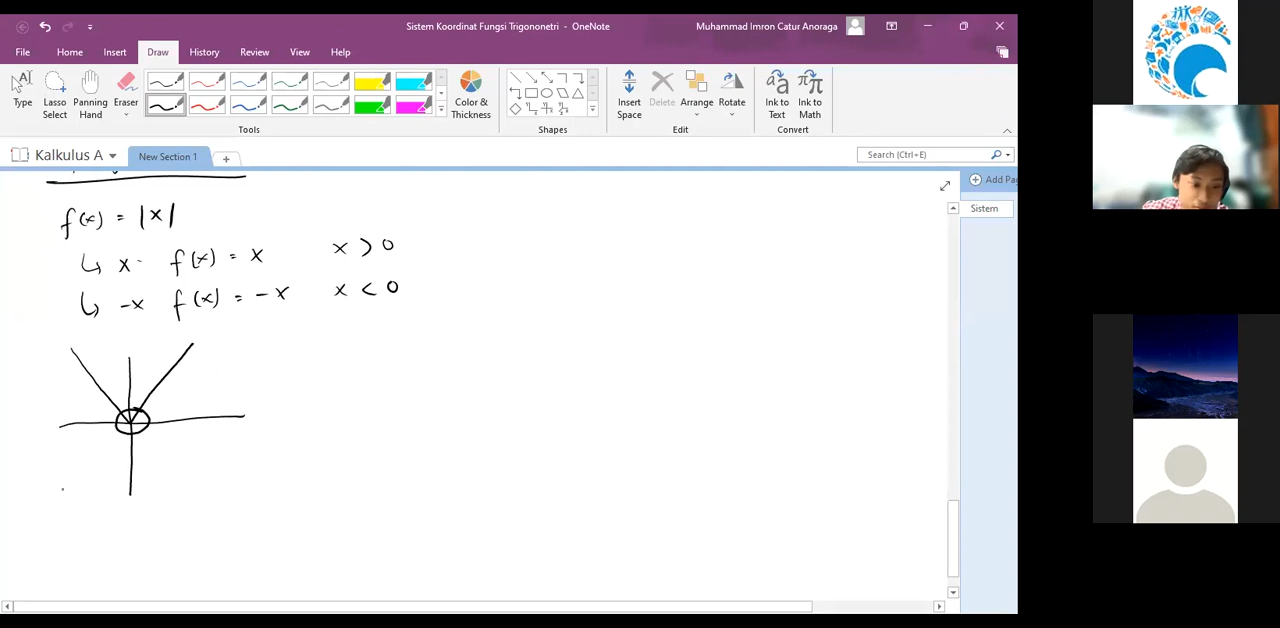 Sistem Koordinat Fungsi Trigononetri - OneNote
Muhammad Imron Catur Anoraga
File Home Insert Draw History Review View Help
Type
Lasso Select
Panning Hand
Eraser
Color & Thickness
Insert Space
Delete
Arrange
Rotate
Ink to Text
Ink to Math
Tools
Shapes
Edit
Convert
Kalkulus A
New Section 1
Search (Ctrl+E)
Add Pag
Sistem
f(x) = |x|
↳ x f(x) = x x > 0
↳ -x f(x) = -x x < 0